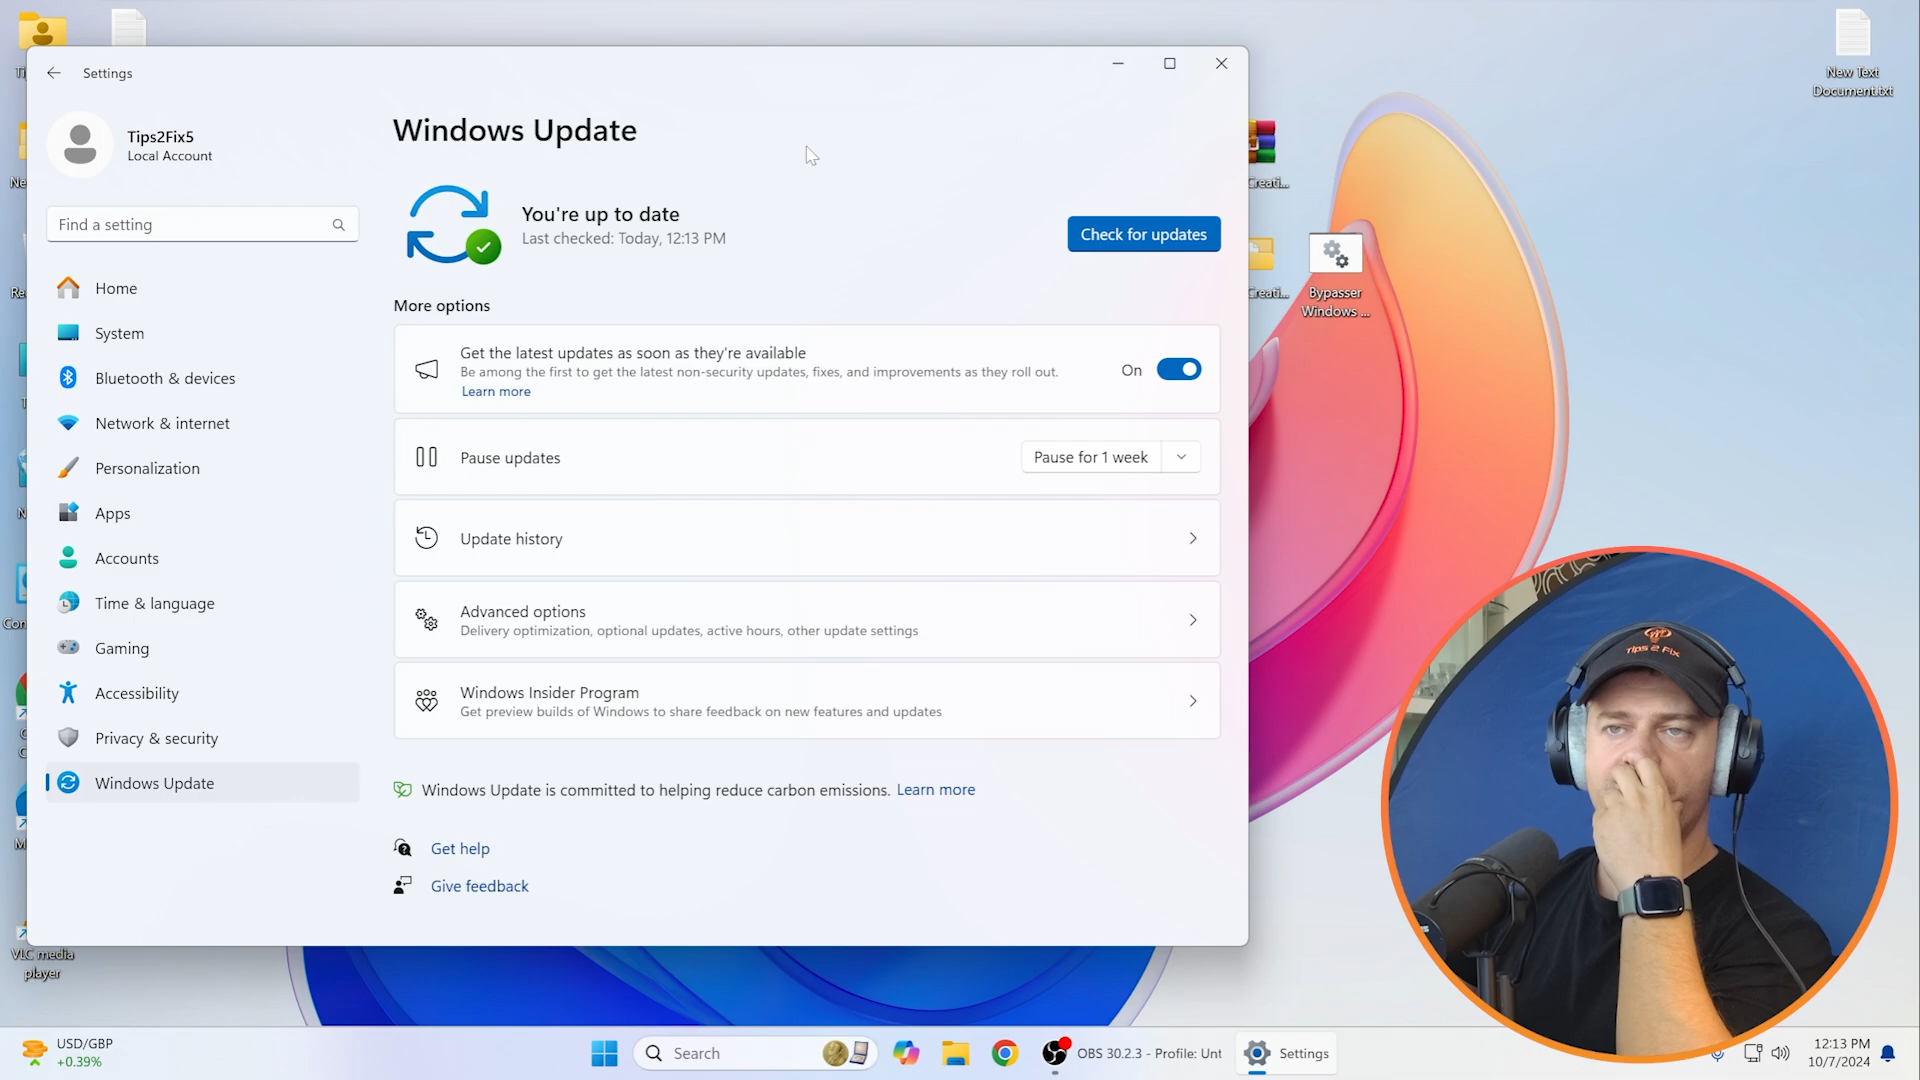 Settings
Tips2Fix5
Local Account
Find a setting
Home
System
Bluetooth & devices
Network & internet
Personalization
Apps
Accounts
Time & language
Gaming
Accessibility
Privacy & security
Windows Update
Windows Update
You're up to date
Last checked: Today, 12:13 PM
Check for updates
More options
Get the latest updates as soon as they're available
Be among the first to get the latest non-security updates, fixes, and improvements as they roll out.
Learn more
On
Pause updates
Pause for 1 week
Update history
Advanced options
Delivery optimization, optional updates, active hours, other update settings
Windows Insider Program
Get preview builds of Windows to share feedback on new features and updates
Windows Update is committed to helping reduce carbon emissions. Learn more
Get help
Give feedback
New Text
Document.txt
Bypasser
Windows ...
VLC media
player
Tips 2 Fix
USD/GBP
+0.39%
Search
OBS 30.2.3 - Profile: Unt
Settings
12:13 PM
10/7/2024